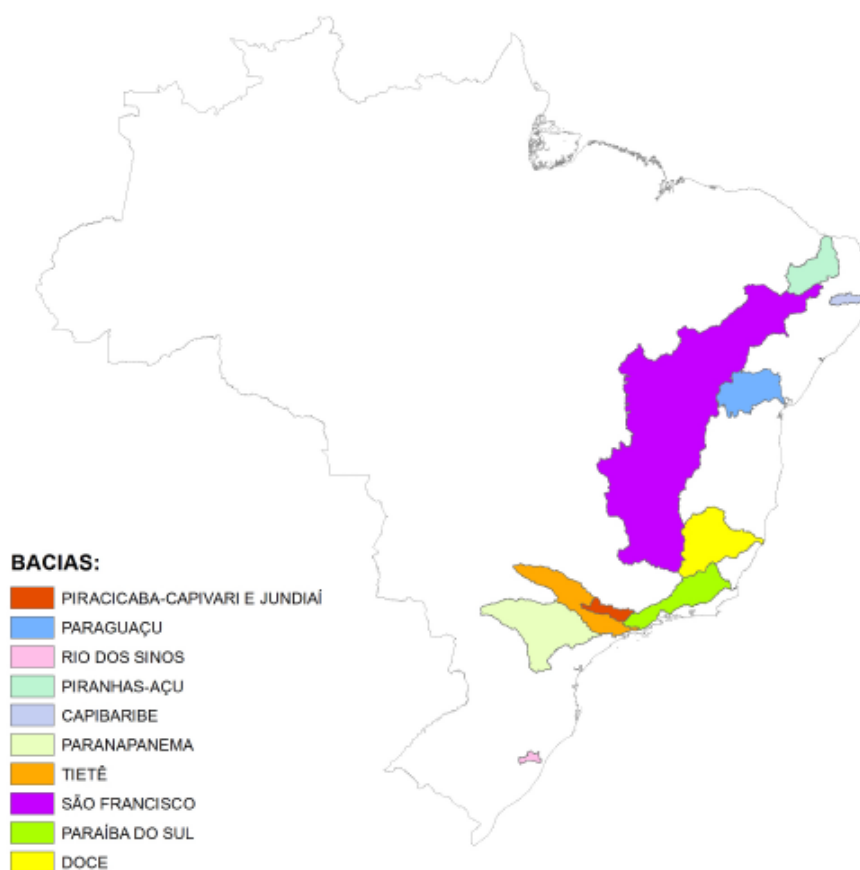 BACIAS:
PIRACICABA-CAPIVARI E JUNDIAÍ
PARAGUAÇU
RIO DOS SINOS
PIRANHAS-AÇU
CAPIBARIBE
PARANAPANEMA
TIETÊ
SÃO FRANCISCO
PARAÍBA DO SUL
DOCE